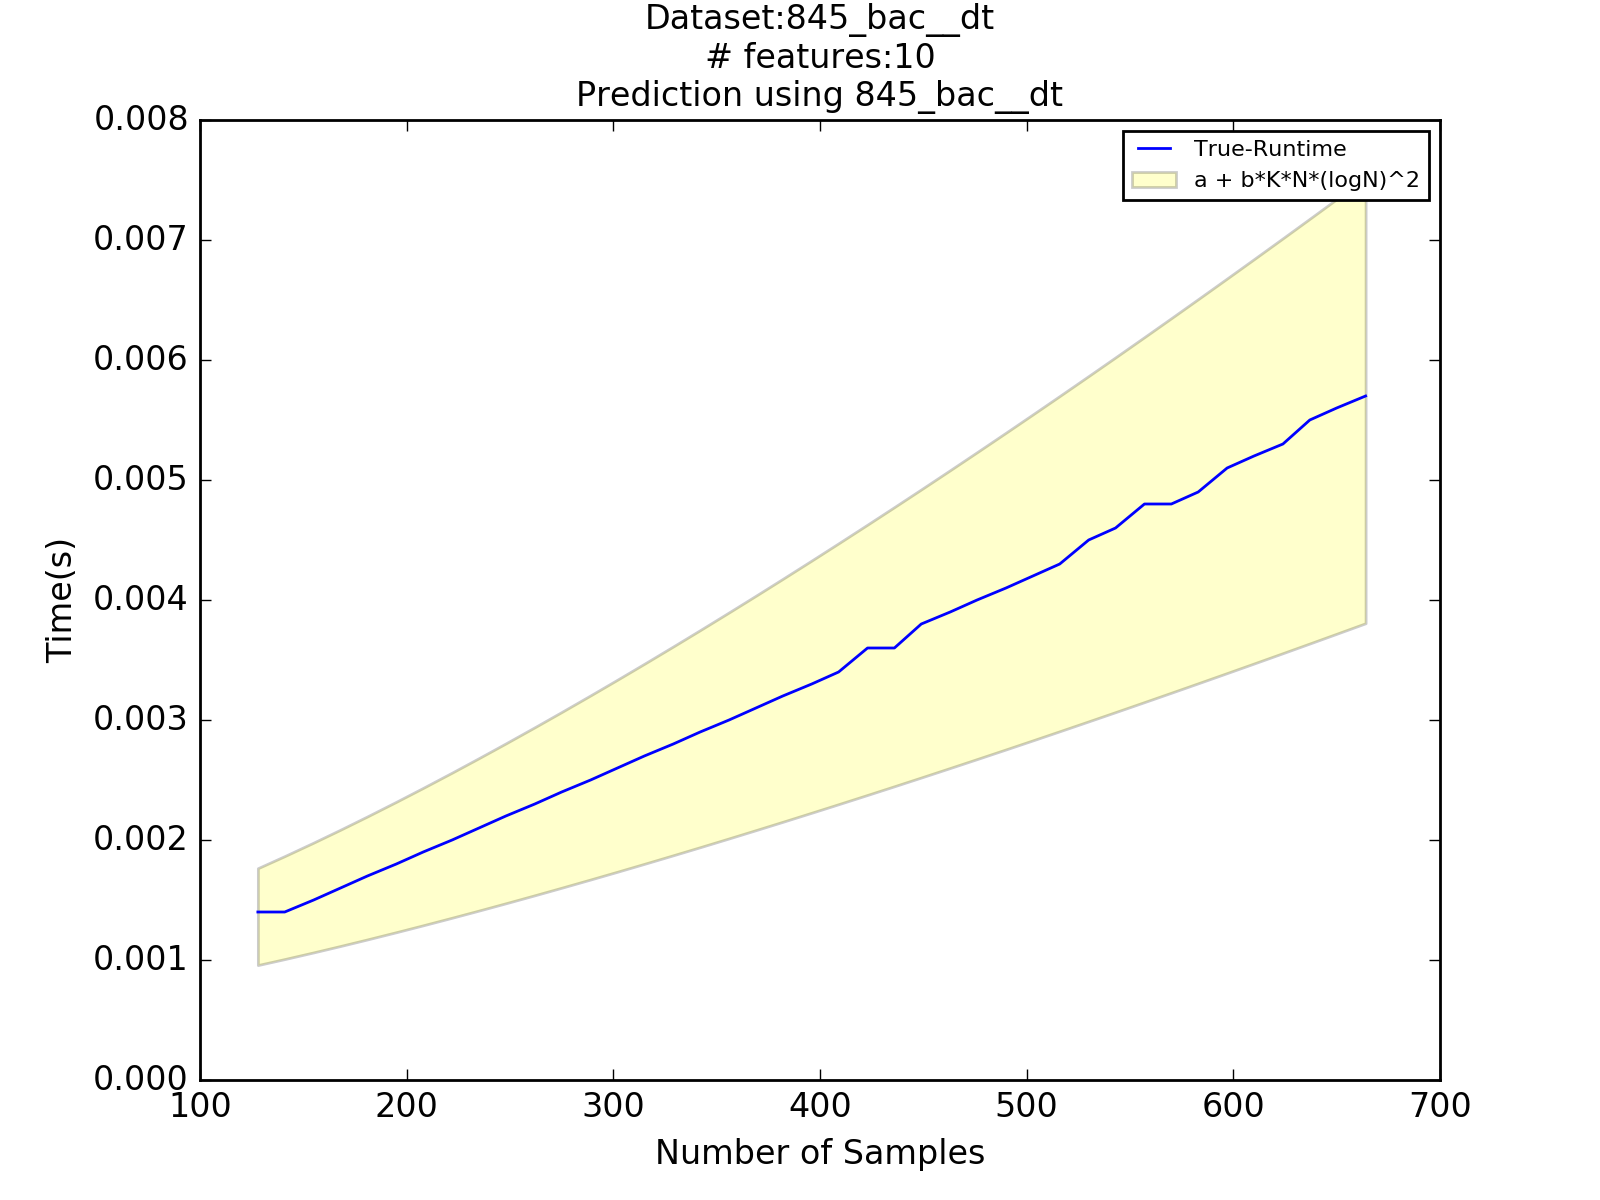 Dataset:845_bac__dt
# features:10
Prediction using 845_bac__dt
True-Runtime
a + b*K*N*(logN)^2
0.008
0.007
0.006
0.005
0.004
0.003
0.002
0.001
0.000
Time(s)
100 200 300 400 500 600 700
Number of Samples